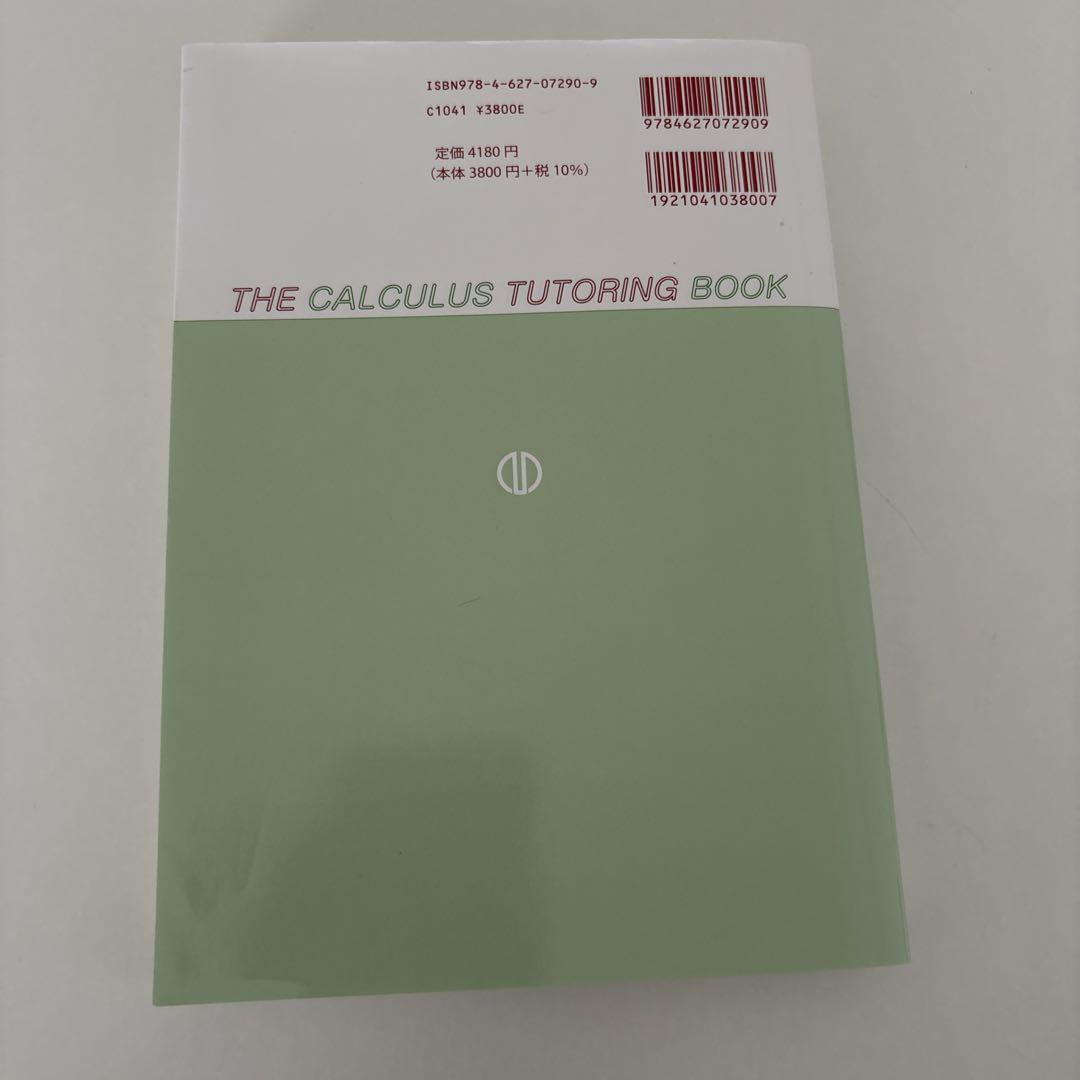 ISBN978-4-627-07290-9
C1041 ¥3800E
定価 4180 円
(本体 3800 円+税 10%)
9784627072909
1921041038007
THE CALCULUS TUTORING BOOK